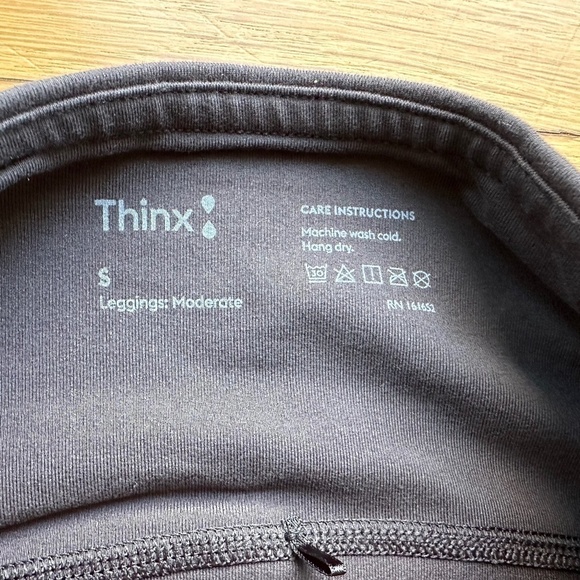 Thinx
S
Leggings: Moderate
CARE INSTRUCTIONS
Machine wash cold.
Hang dry.
30
RN 161652